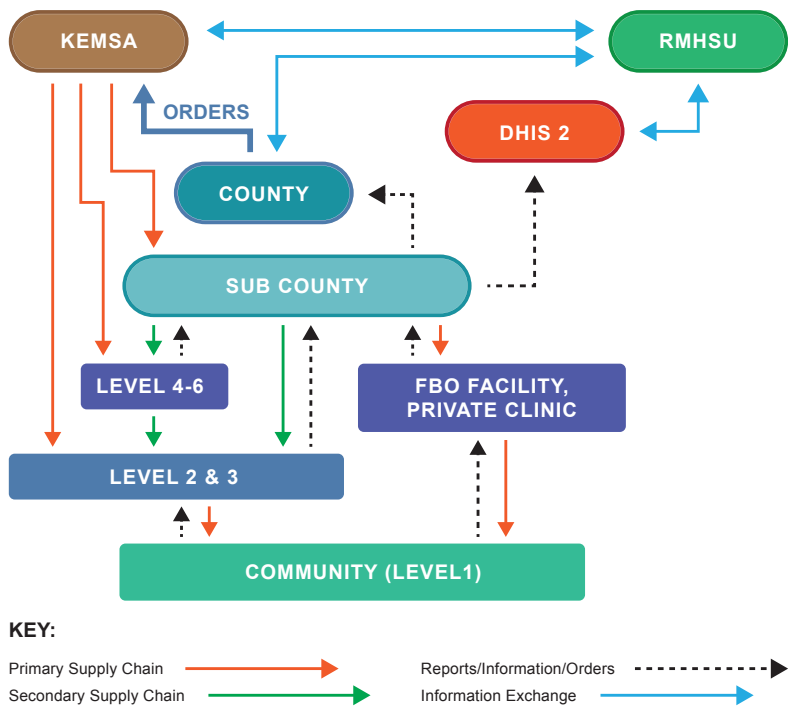 KEMSA
RMHSU
ORDERS
DHIS 2
COUNTY
SUB COUNTY
LEVEL 4-6
FBO FACILITY,
PRIVATE CLINIC
LEVEL 2 & 3
COMMUNITY (LEVEL1)
KEY:
Primary Supply Chain
Reports/Information/Orders
Secondary Supply Chain
Information Exchange